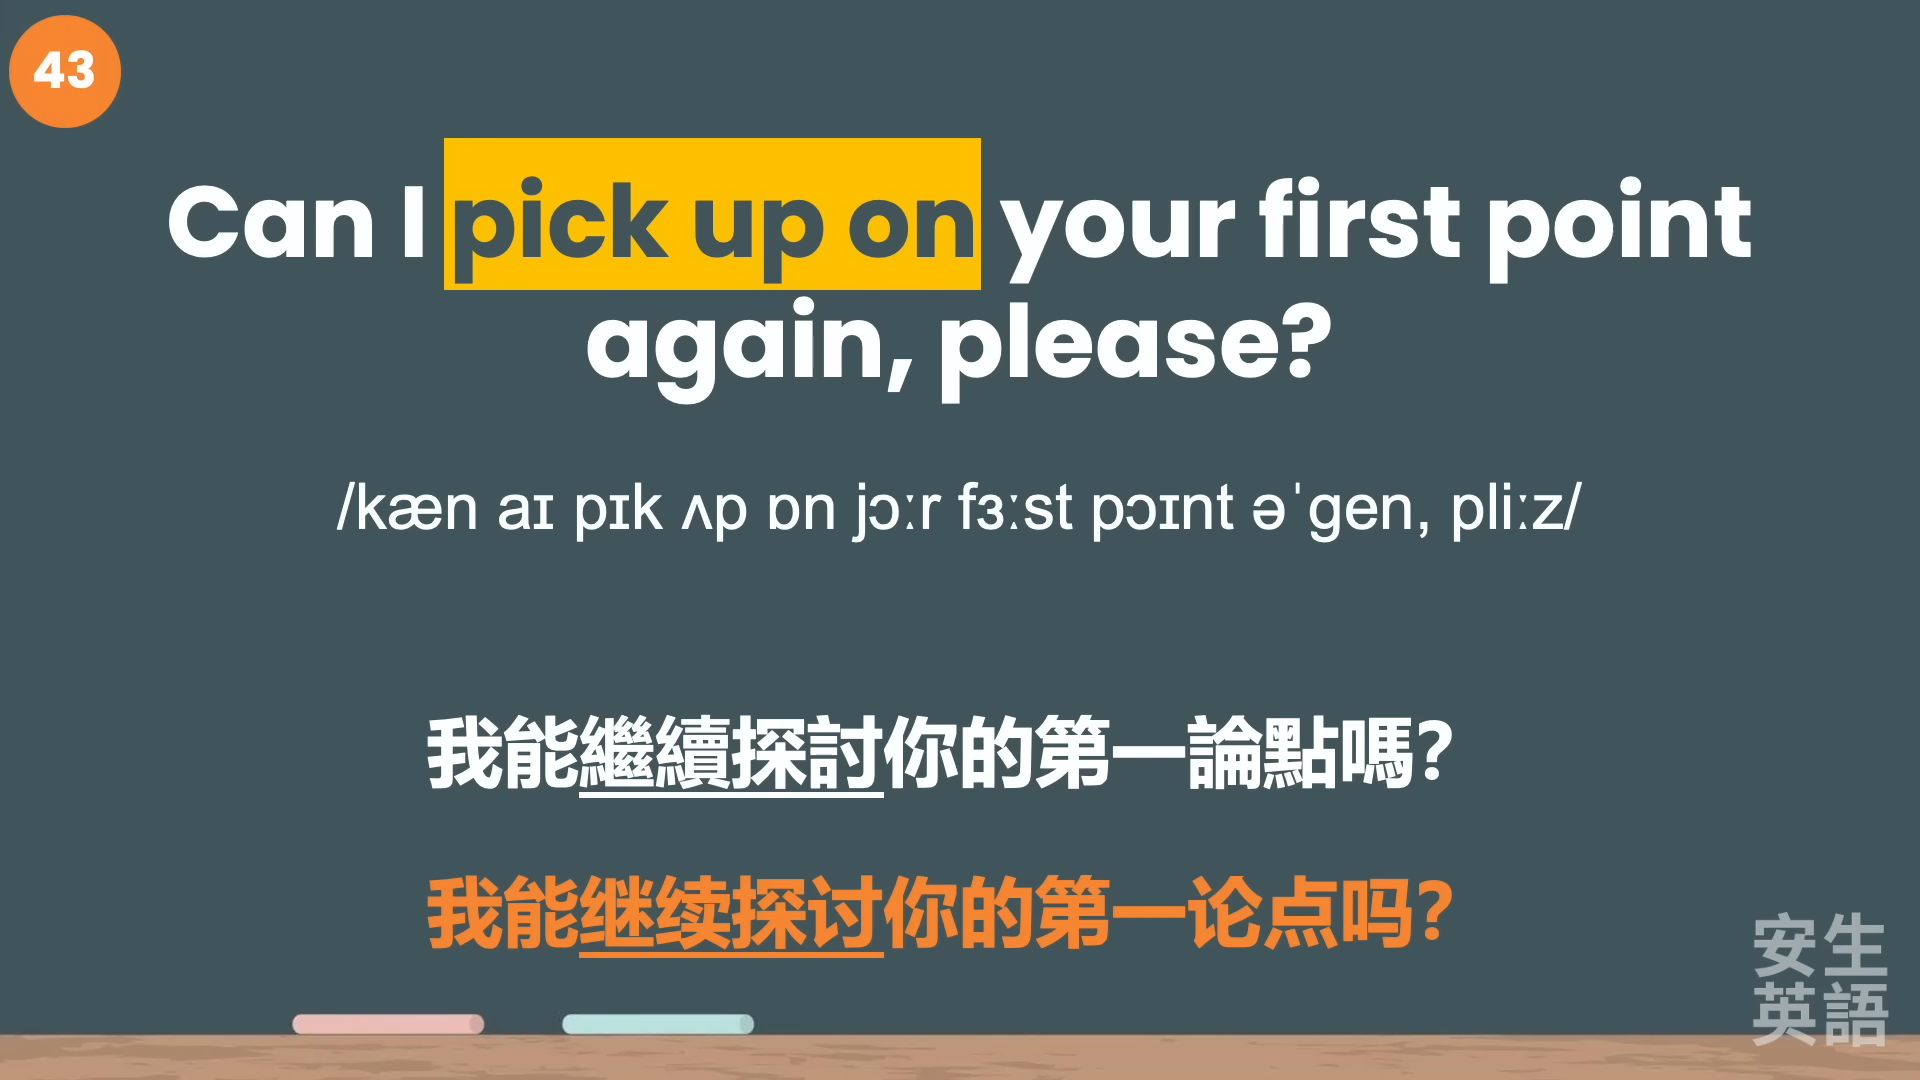 43
Can I pick up on your first point
again, please?
/kæn aɪ pɪk ʌp ɒn jɔːr fɜːst pɔɪnt əˈgen, pliːz/
我能繼續探討你的第一論點嗎?
我能继续探讨你的第一论点吗?
安生
英語